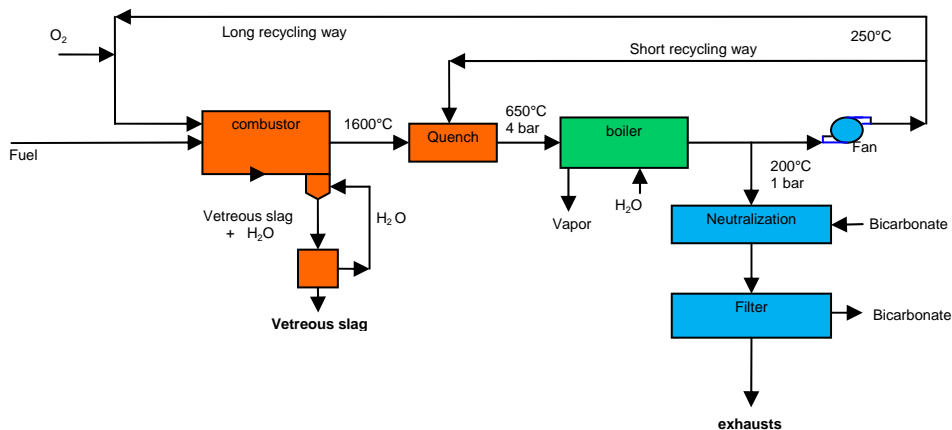 O2
Long recycling way
250°C
Short recycling way
combustor
1600°C
Quench
650°C
4 bar
boiler
Fan
Fuel
200°C
1 bar
Vetreous slag
+ H2O
H2 O
Vapor
H2O
Neutralization
Bicarbonate
Filter
Bicarbonate
Vetreous slag
exhausts